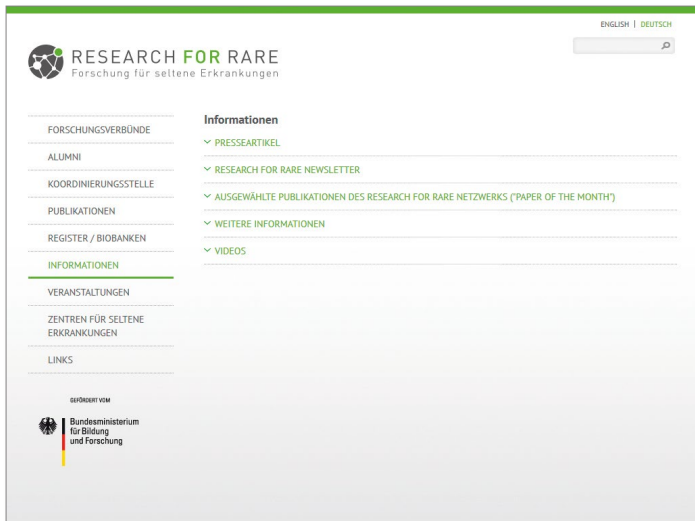 ENGLISH | DEUTSCH
RESEARCH FOR RARE
Forschung für seltene Erkrankungen
FORSCHUNGSVERBÜNDE
ALUMNI
KOORDINIERUNGSSTELLE
PUBLIKATIONEN
REGISTER / BIOBANKEN
INFORMATIONEN
VERANSTALTUNGEN
ZENTREN FÜR SELTENE
ERKRANKUNGEN
LINKS
GEFÖRDERT VOM
Bundesministerium
für Bildung
und Forschung
Informationen
PRESSEARTIKEL
RESEARCH FOR RARE NEWSLETTER
AUSGEWÄHLTE PUBLIKATIONEN DES RESEARCH FOR RARE NETZWERKS ("PAPER OF THE MONTH")
WEITERE INFORMATIONEN
VIDEOS